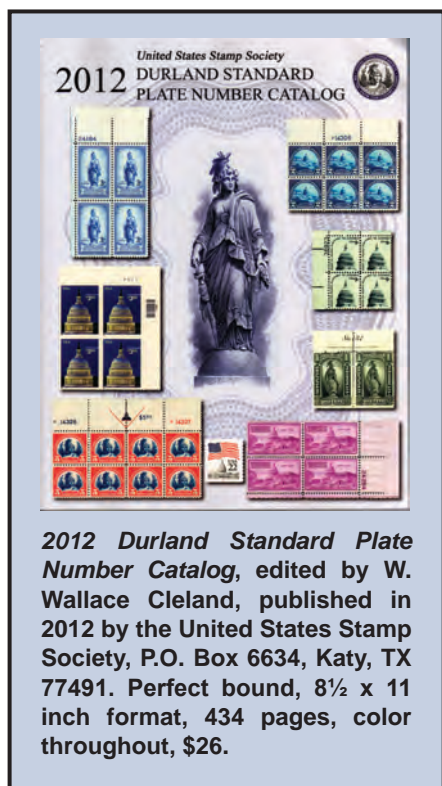 United States Stamp Society
2012 DURLAND STANDARD
PLATE NUMBER CATALOG
2012 Durland Standard Plate
Number Catalog, edited by W.
Wallace Cleland, published in
2012 by the United States Stamp
Society, P.O. Box 6634, Katy, TX
77491. Perfect bound, 8½ x 11
inch format, 434 pages, color
throughout, $26.